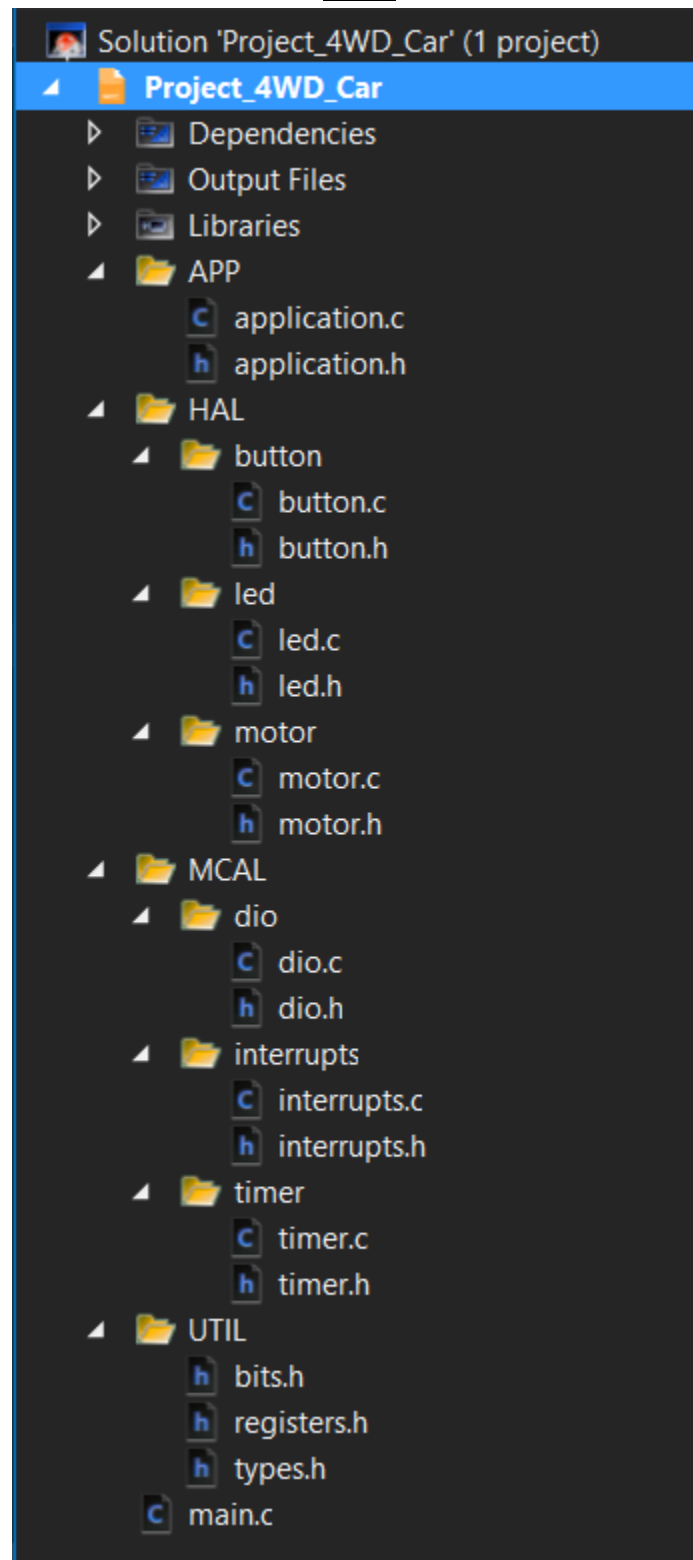 Solution 'Project_4WD_Car' (1 project)
Project_4WD_Car
Dependencies
Output Files
Libraries
APP
application.c
application.h
HAL
button
button.c
button.h
led
led.c
led.h
motor
motor.c
motor.h
MCAL
dio
dio.c
dio.h
interrupts
interrupts.c
interrupts.h
timer
timer.c
timer.h
UTIL
bits.h
registers.h
types.h
main.c